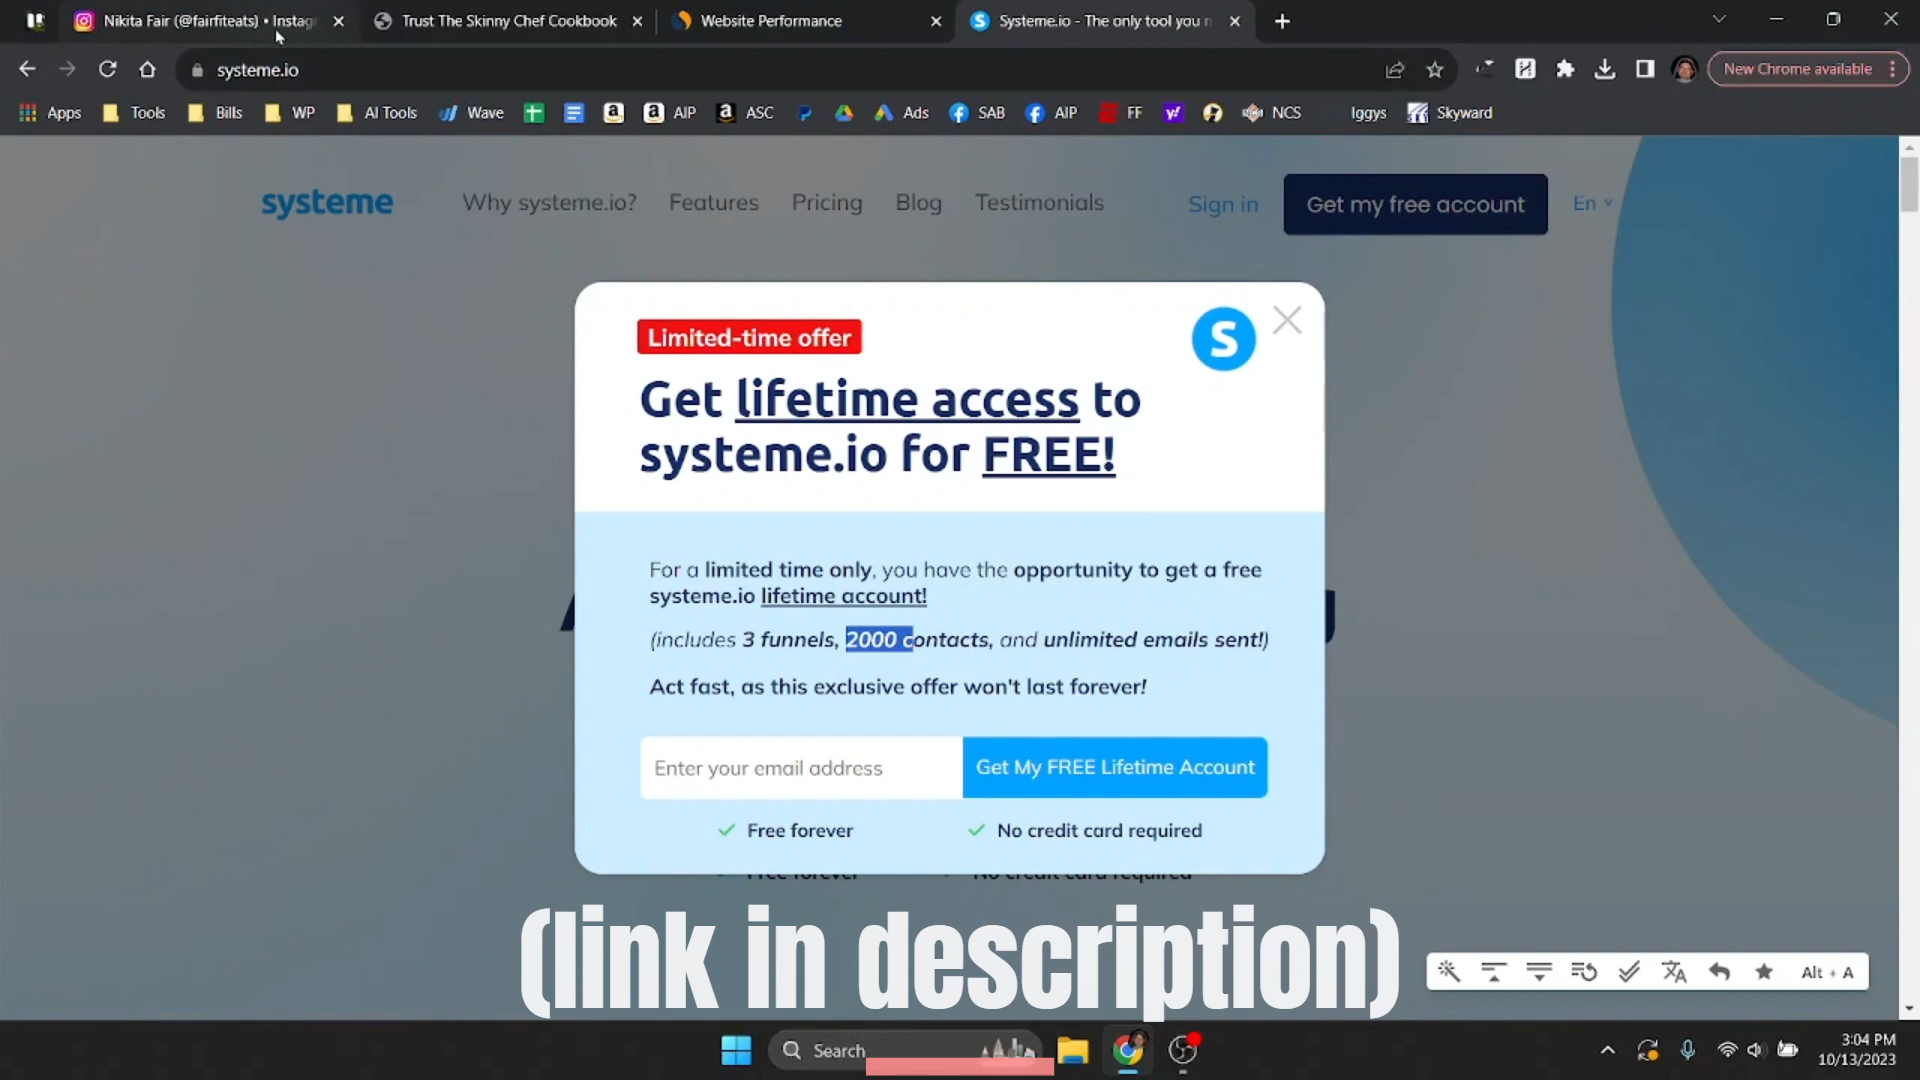 Nikita Fair (@fairfiteats) • Instag
Trust The Skinny Chef Cookbook
Website Performance
Systeme.io - The only tool you n
systeme.io
New Chrome available
Apps
Tools
Bills
WP
AI Tools
Wave
AIP
ASC
Ads
SAB
AIP
FF
NCS
Iggys
Skyward
systeme
Why systeme.io?
Features
Pricing
Blog
Testimonials
Sign in
Get my free account
En
Limited-time offer
S
Get lifetime access to
systeme.io for FREE!
For a limited time only, you have the opportunity to get a free
systeme.io lifetime account!
(includes 3 funnels, 2000 contacts, and unlimited emails sent!)
Act fast, as this exclusive offer won't last forever!
Enter your email address
Get My FREE Lifetime Account
Free forever
No credit card required
Free forever
No credit card required
(link in description)
Alt + A
Search
3:04 PM
10/13/2023